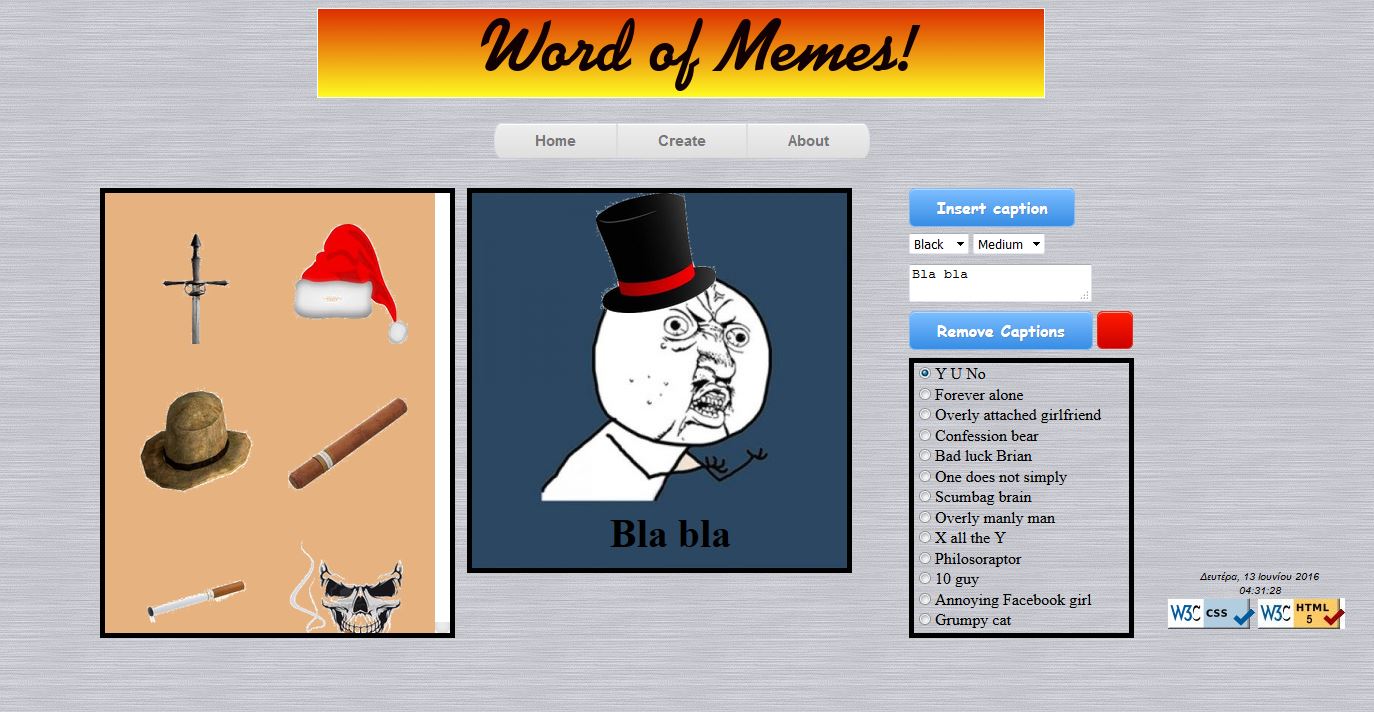 Word of Memes!
Home Create About
Insert caption
Black Medium
Bla bla
Remove Captions
Y U No
Forever alone
Overly attached girlfriend
Confession bear
Bad luck Brian
One does not simply
Scumbag brain
Overly manly man
X all the Y
Philosoraptor
10 guy
Annoying Facebook girl
Grumpy cat
Bla bla
Δευτέρα, 13 Ιουνίου 2016
04:31:28
W3C CSS W3C HTML 5